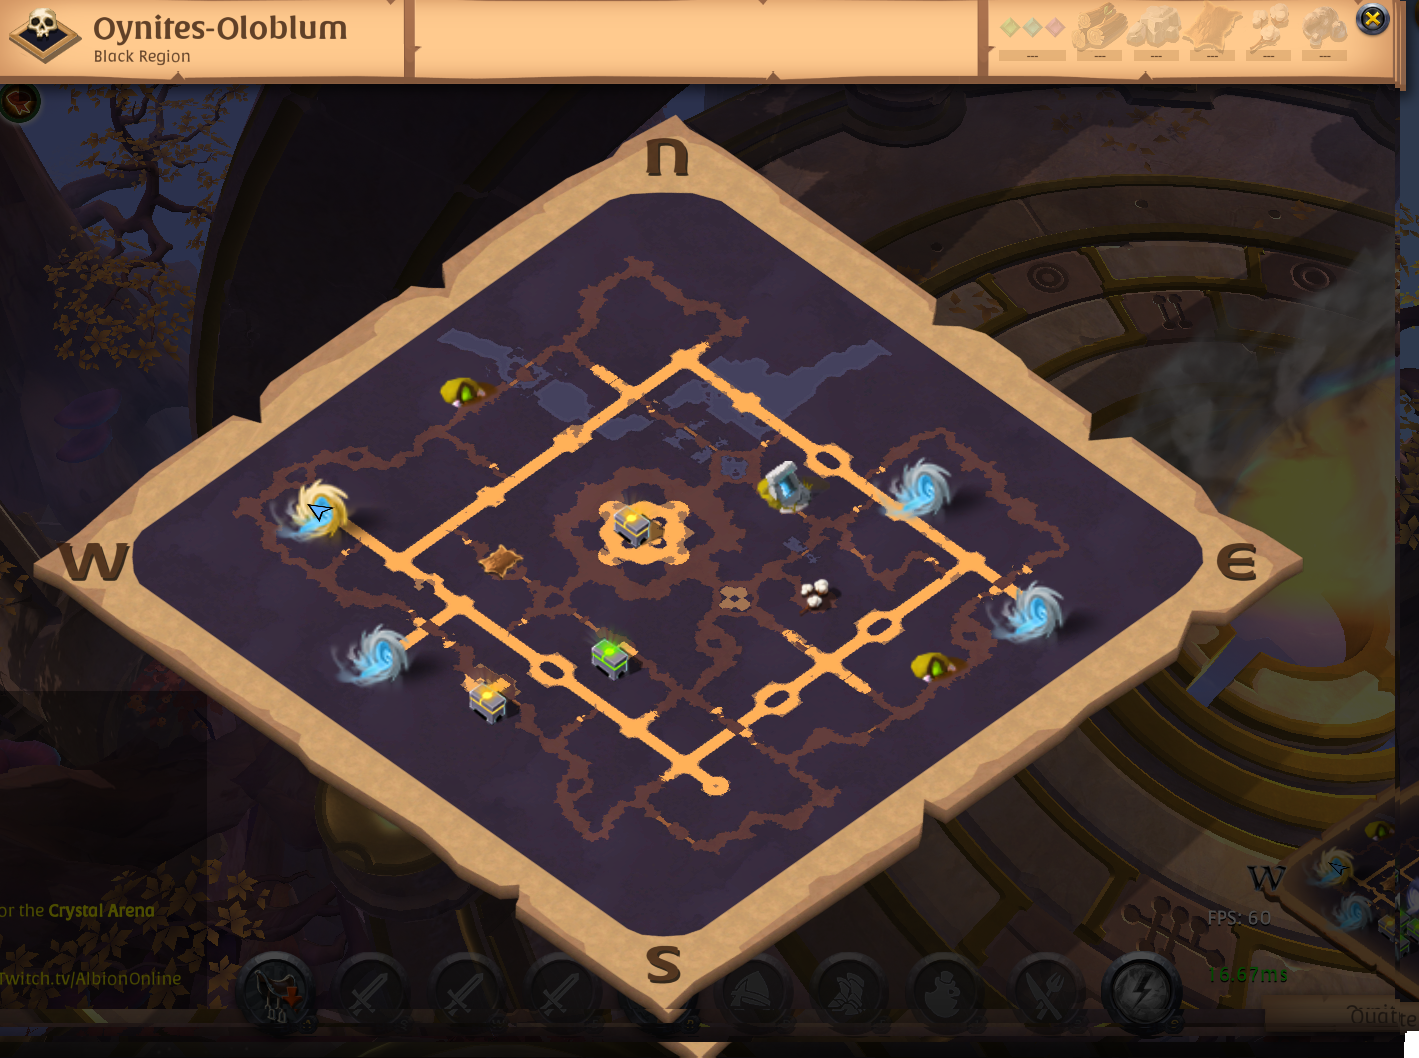 Oynites-Oloblum
Black Region
--- --- --- --- --- ---
N
W
E
S
W
FPS: 60
or the Crystal Arena
Twitch.tv/AlbionOnline
16.67ms